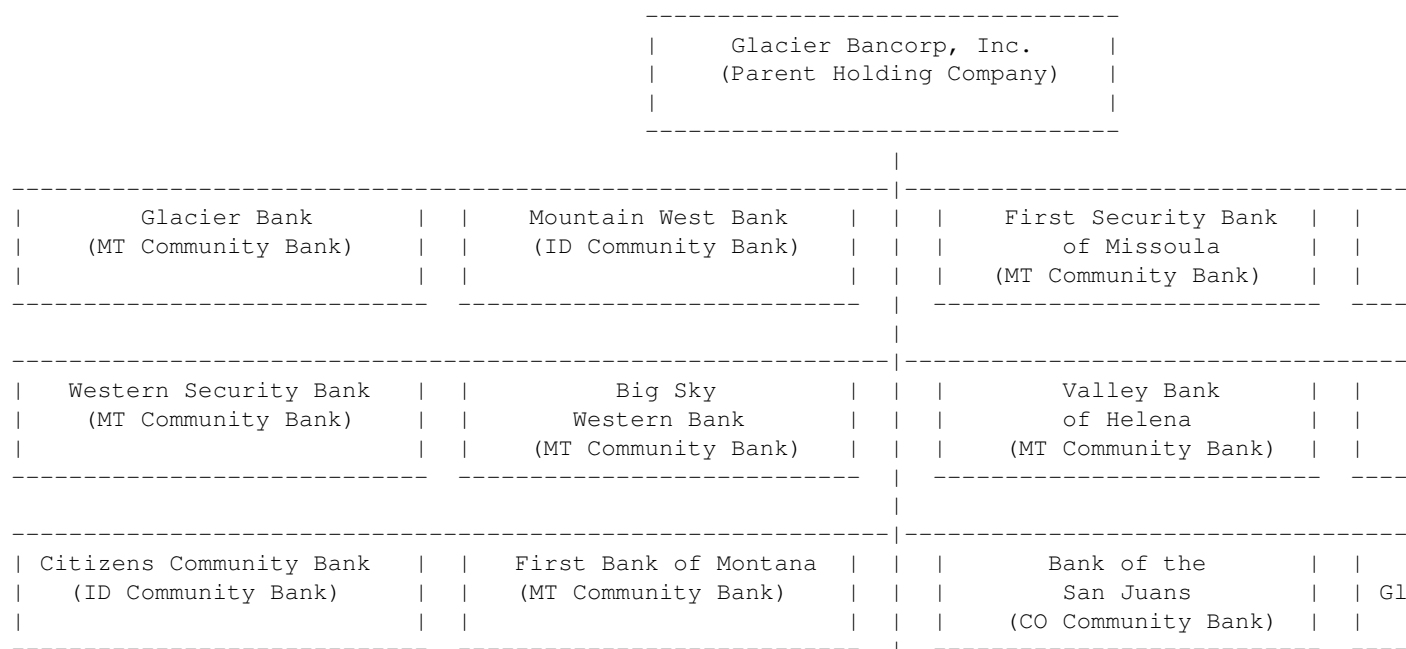 Glacier Bancorp, Inc.
(Parent Holding Company)
Glacier Bank Mountain West Bank First Security Bank
(MT Community Bank) (ID Community Bank) of Missoula
(MT Community Bank)
Western Security Bank Big Sky Valley Bank
(MT Community Bank) Western Bank of Helena
(MT Community Bank) (MT Community Bank)
Citizens Community Bank First Bank of Montana Bank of the
(ID Community Bank) (MT Community Bank) San Juans Gl
(CO Community Bank)